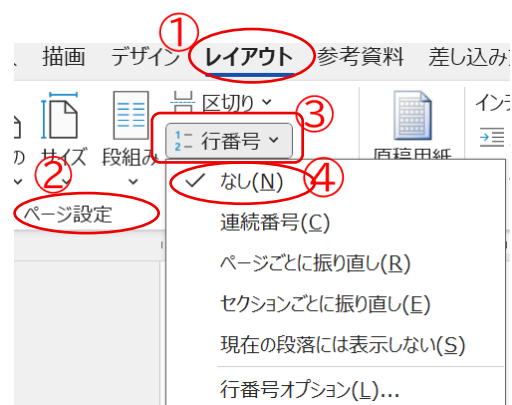 ①
描画 デザイン レイアウト 参考資料 差し込み
区切り
③
行番号
サイズ 段組み 原稿用紙 イン
②
ページ設定
なし(N) ④
連続番号(C)
ページごとに振り直し(R)
セクションごとに振り直し(E)
現在の段落には表示しない(S)
行番号オプション(L)...